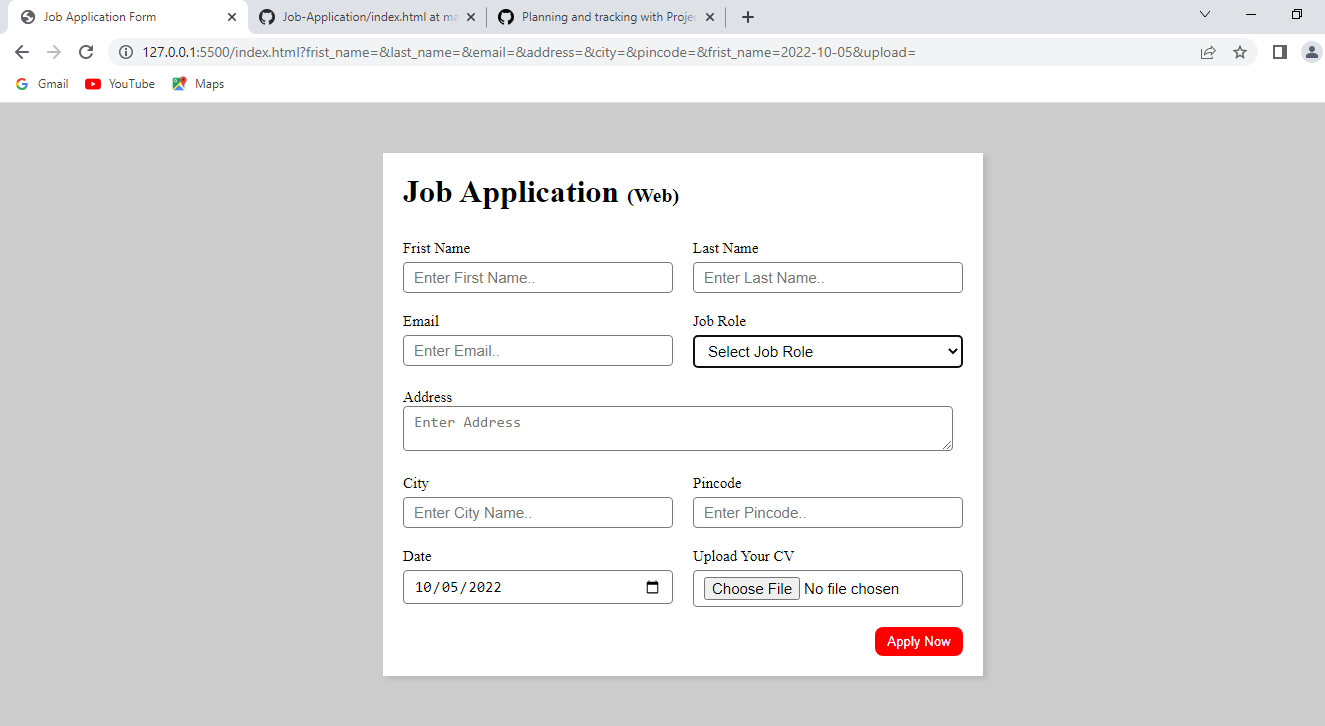 Job Application Form
Job-Application/index.html at ma
Planning and tracking with Projec
127.0.0.1:5500/index.html?frist_name=&last_name=&email=&address=&city=&pincode=&frist_name=2022-10-05&upload=
Gmail YouTube Maps
Job Application (Web)
Frist Name Last Name
Enter First Name.. Enter Last Name..
Email Job Role
Enter Email.. Select Job Role
Address
Enter Address
City Pincode
Enter City Name.. Enter Pincode..
Date Upload Your CV
10/05/2022 Choose File No file chosen
Apply Now